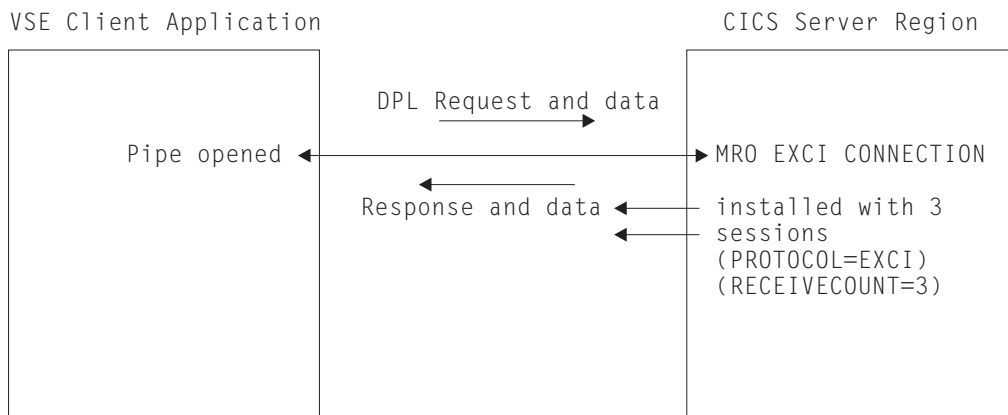 VSE Client Application
CICS Server Region
DPL Request and data
Pipe opened
MRO EXCI CONNECTION
Response and data
installed with 3
sessions
(PROTOCOL=EXCI)
(RECEIVECOUNT=3)